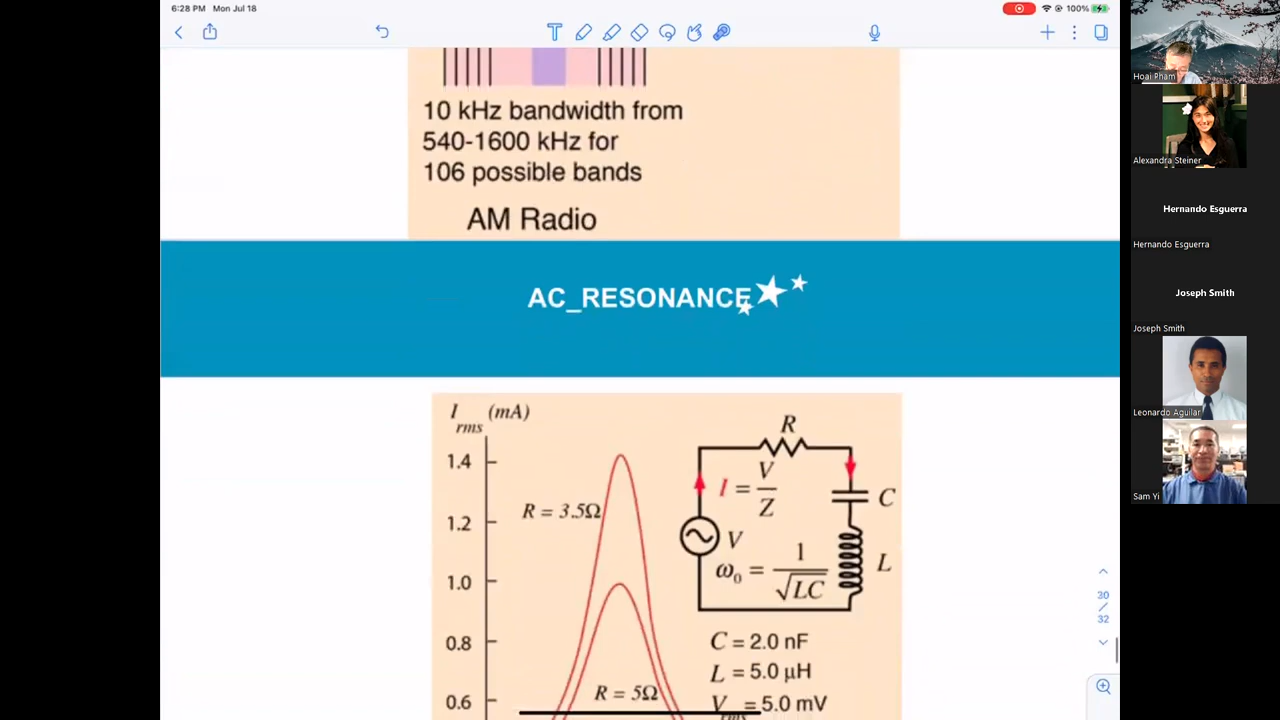 6:28 PM Mon Jul 18
100%
10 kHz bandwidth from
540-1600 kHz for
106 possible bands
AM Radio
AC_RESONANCE
I rms (mA)
1.4
1.2
1.0
0.8
0.6
R = 3.5Ω
R = 5Ω
R
I = V/Z
V
C
L
ω₀ = 1/√LC
C = 2.0 nF
L = 5.0 μH
V rms = 5.0 mV
30
/
32
Hoai Pham
Alexandra Steiner
Hernando Esguerra
Hernando Esguerra
Joseph Smith
Joseph Smith
Leonardo Aguilar
Sam Yi